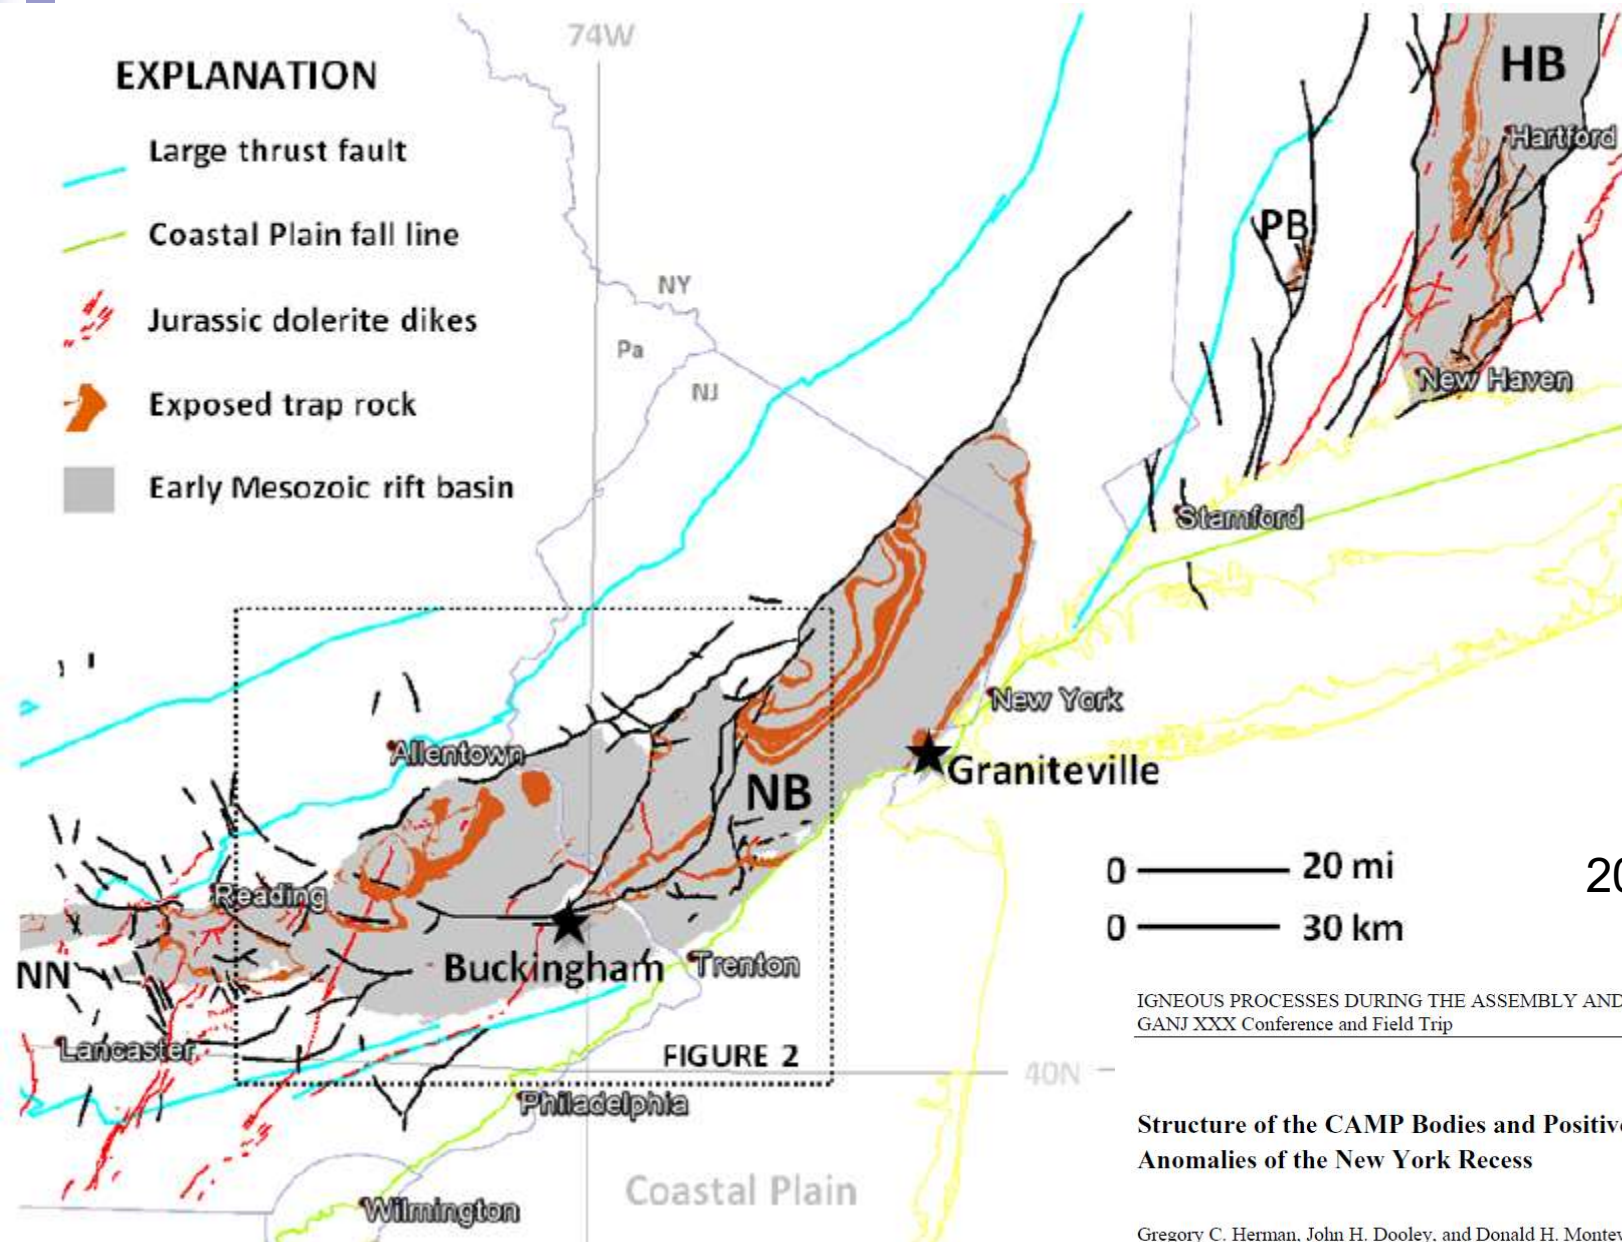 74W
EXPLANATION
Large thrust fault
Coastal Plain fall line
Jurassic dolerite dikes
Exposed trap rock
Early Mesozoic rift basin
HB
Hartford
PB
NY
Pa
NJ
New Haven
Stamford
New York
Allentown
Graniteville
NB
0 20 mi
20
0 30 km
Reading
Buckingham
Trenton
NN
Lancaster
FIGURE 2
40N
Philadelphia
Coastal Plain
Wilmington
IGNEOUS PROCESSES DURING THE ASSEMBLY AND
GANJ XXX Conference and Field Trip
Structure of the CAMP Bodies and Positive
Anomalies of the New York Recess
Gregory C. Herman, John H. Dooley, and Donald H.